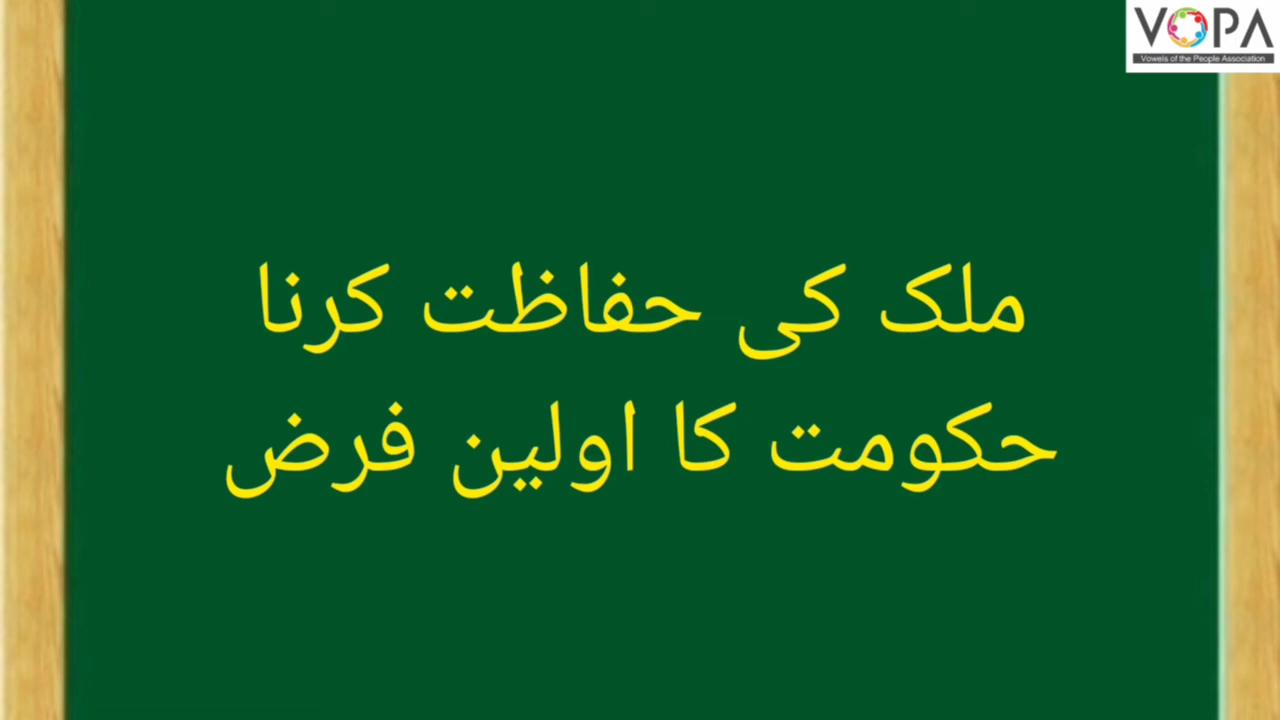 VOPA
Vowels of the People Association
ملک کی حفاظت کرنا
حکومت کا اولین فرض